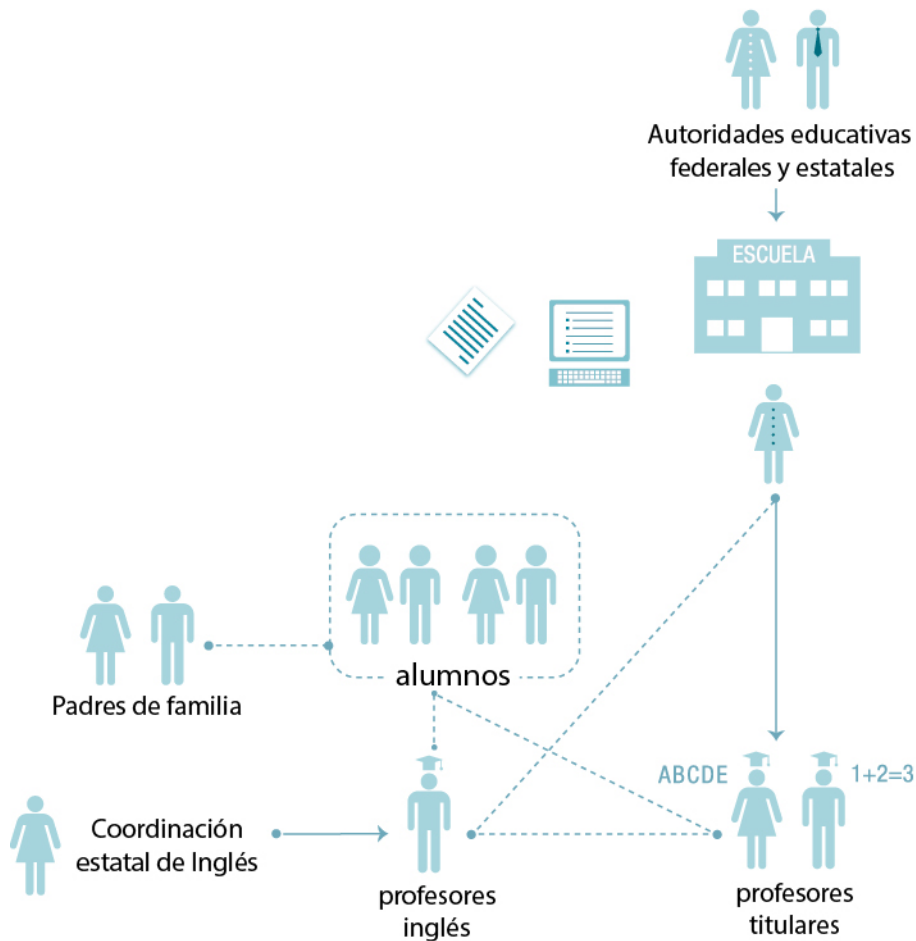 Autoridades educativas
federales y estatales
ESCUELA
alumnos
Padres de familia
ABCDE
1+2=3
Coordinación
estatal de Inglés
profesores
inglés
profesores
titulares